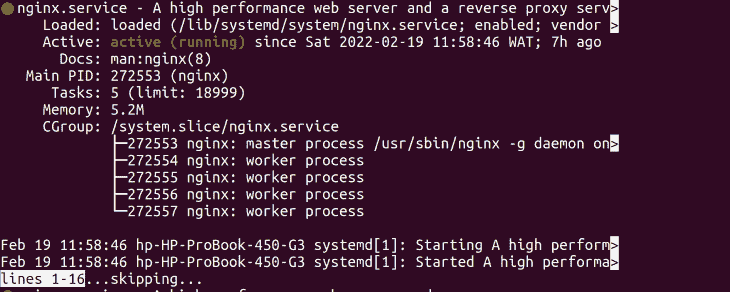 nginx.service - A high performance web server and a reverse proxy serv>
Loaded: loaded (/lib/systemd/system/nginx.service; enabled; vendor >
Active: active (running) since Sat 2022-02-19 11:58:46 WAT; 7h ago
Docs: man:nginx(8)
Main PID: 272553 (nginx)
Tasks: 5 (limit: 18999)
Memory: 5.2M
CGroup: /system.slice/nginx.service
├─272553 nginx: master process /usr/sbin/nginx -g daemon on>
├─272554 nginx: worker process
├─272555 nginx: worker process
├─272556 nginx: worker process
└─272557 nginx: worker process
Feb 19 11:58:46 hp-HP-ProBook-450-G3 systemd[1]: Starting A high perform>
Feb 19 11:58:46 hp-HP-ProBook-450-G3 systemd[1]: Started A high performa>
lines 1-16...skipping...